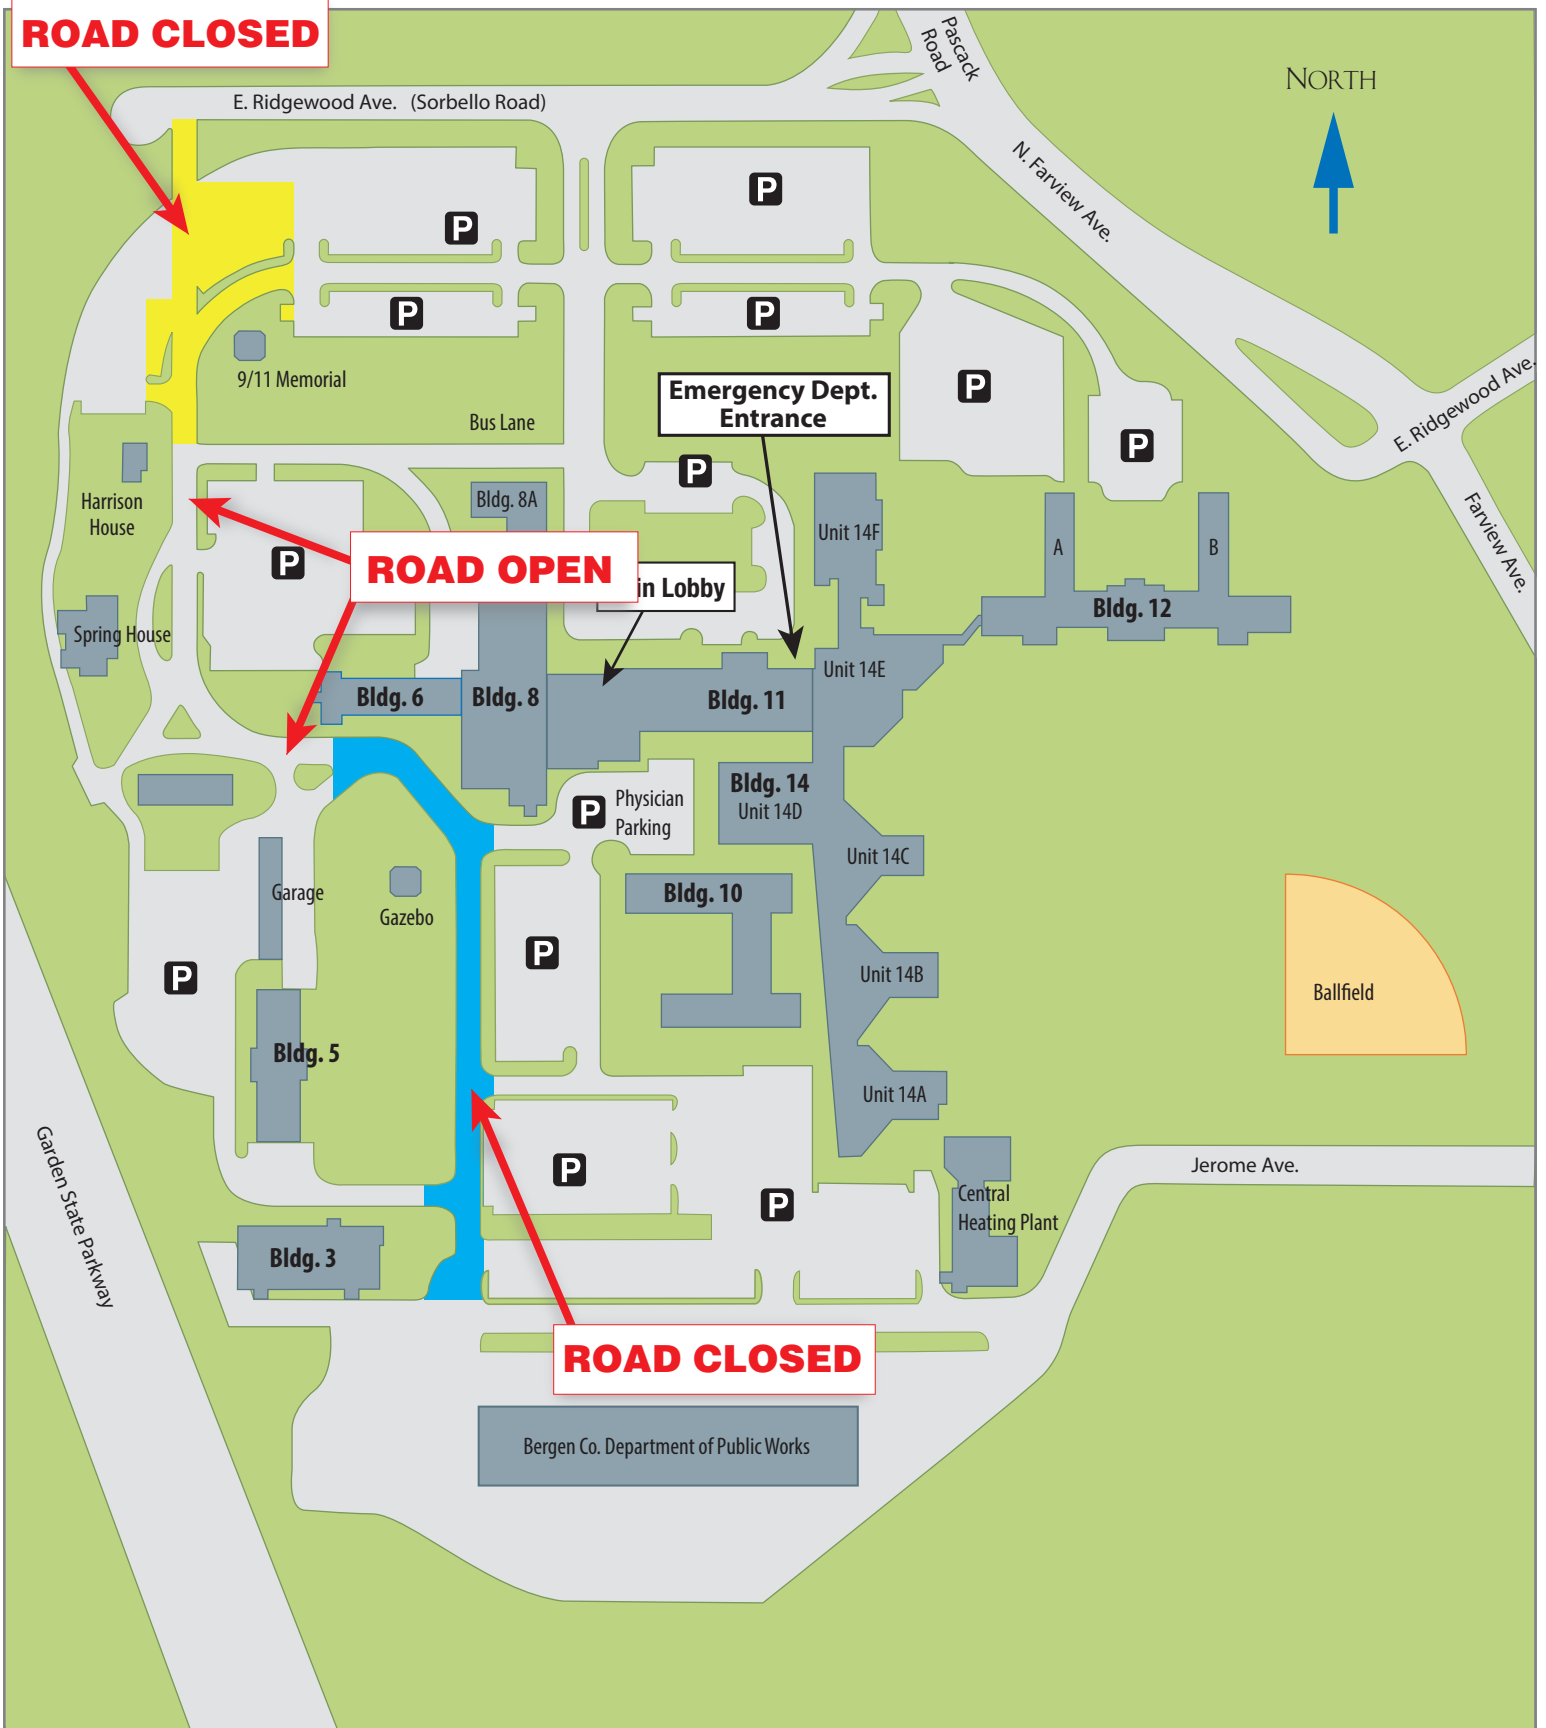 ROAD CLOSED
Pascack
Road
NORTH
E. Ridgewood Ave. (Sorbello Road)
N. Farview Ave.
P
P
P
P
9/11 Memorial
Emergency Dept.
Entrance
P
E. Ridgewood Ave.
Bus Lane
P
P
Harrison
House
Bldg. 8A
Unit 14F
Farview Ave.
A
B
P
ROAD OPEN
in Lobby
Bldg. 12
Spring House
Unit 14E
Bldg. 6
Bldg. 8
Bldg. 11
Bldg. 14
Unit 14D
P
Physician
Parking
Unit 14C
Garage
Gazebo
Bldg. 10
P
P
Unit 14B
Ballfield
Bldg. 5
Unit 14A
Garden State Parkway
P
Jerome Ave.
P
Central
Heating Plant
Bldg. 3
ROAD CLOSED
Bergen Co. Department of Public Works